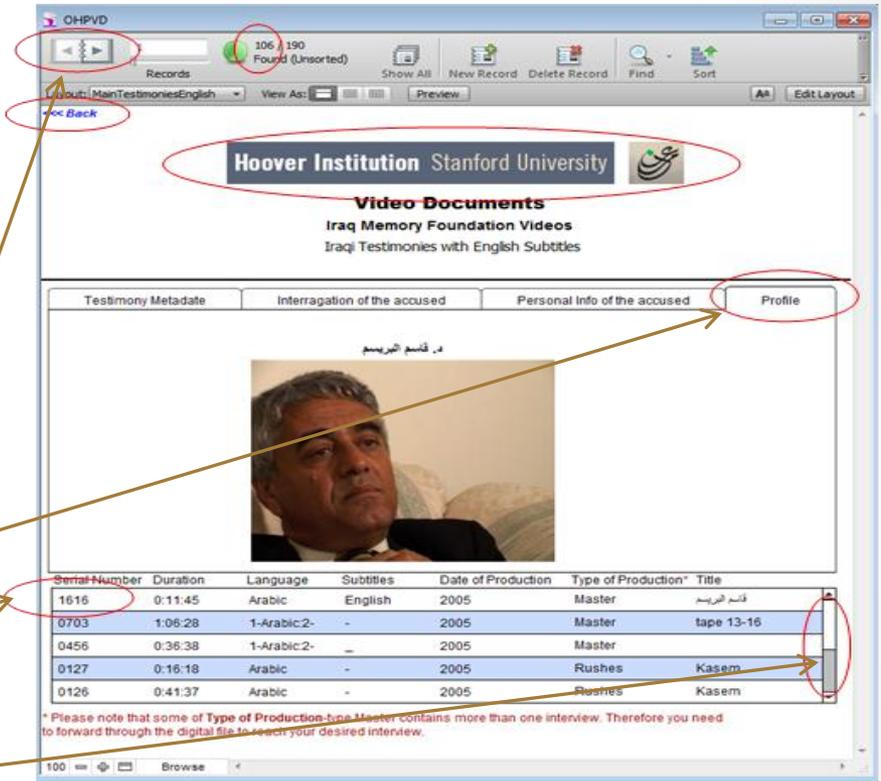 OHPVD
106 / 190
Found (Unsorted)
Records
Show All New Record Delete Record Find Sort
Layout: MainTestimoniesEnglish View As: Preview Aa Edit Layout
<<< Back
Hoover Institution Stanford University
Video Documents
Iraq Memory Foundation Videos
Iraqi Testimonies with English Subtitles
Testimony Metadate Interragation of the accused Personal Info of the accused Profile
د. قاسم البريسم
Serial Number Duration Language Subtitles Date of Production Type of Production* Title
1616 0:11:45 Arabic English 2005 Master قاسم البريسم
0703 1:06:28 1-Arabic:2- - 2005 Master tape 13-16
0456 0:36:38 1-Arabic:2- _ 2005 Master
0127 0:16:18 Arabic - 2005 Rushes Kasem
0126 0:41:37 Arabic - 2005 Rushes Kasem
* Please note that some of Type of Production-type Master contains more than one interview. Therefore you need
to forward through the digital file to reach your desired interview.
100 Browse